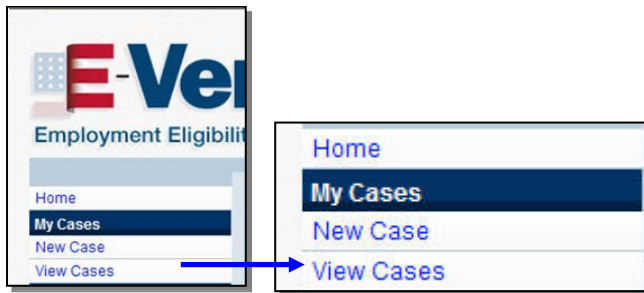 E-Ver
Employment Eligibilit
Home
My Cases
New Case
View Cases
Home
My Cases
New Case
View Cases